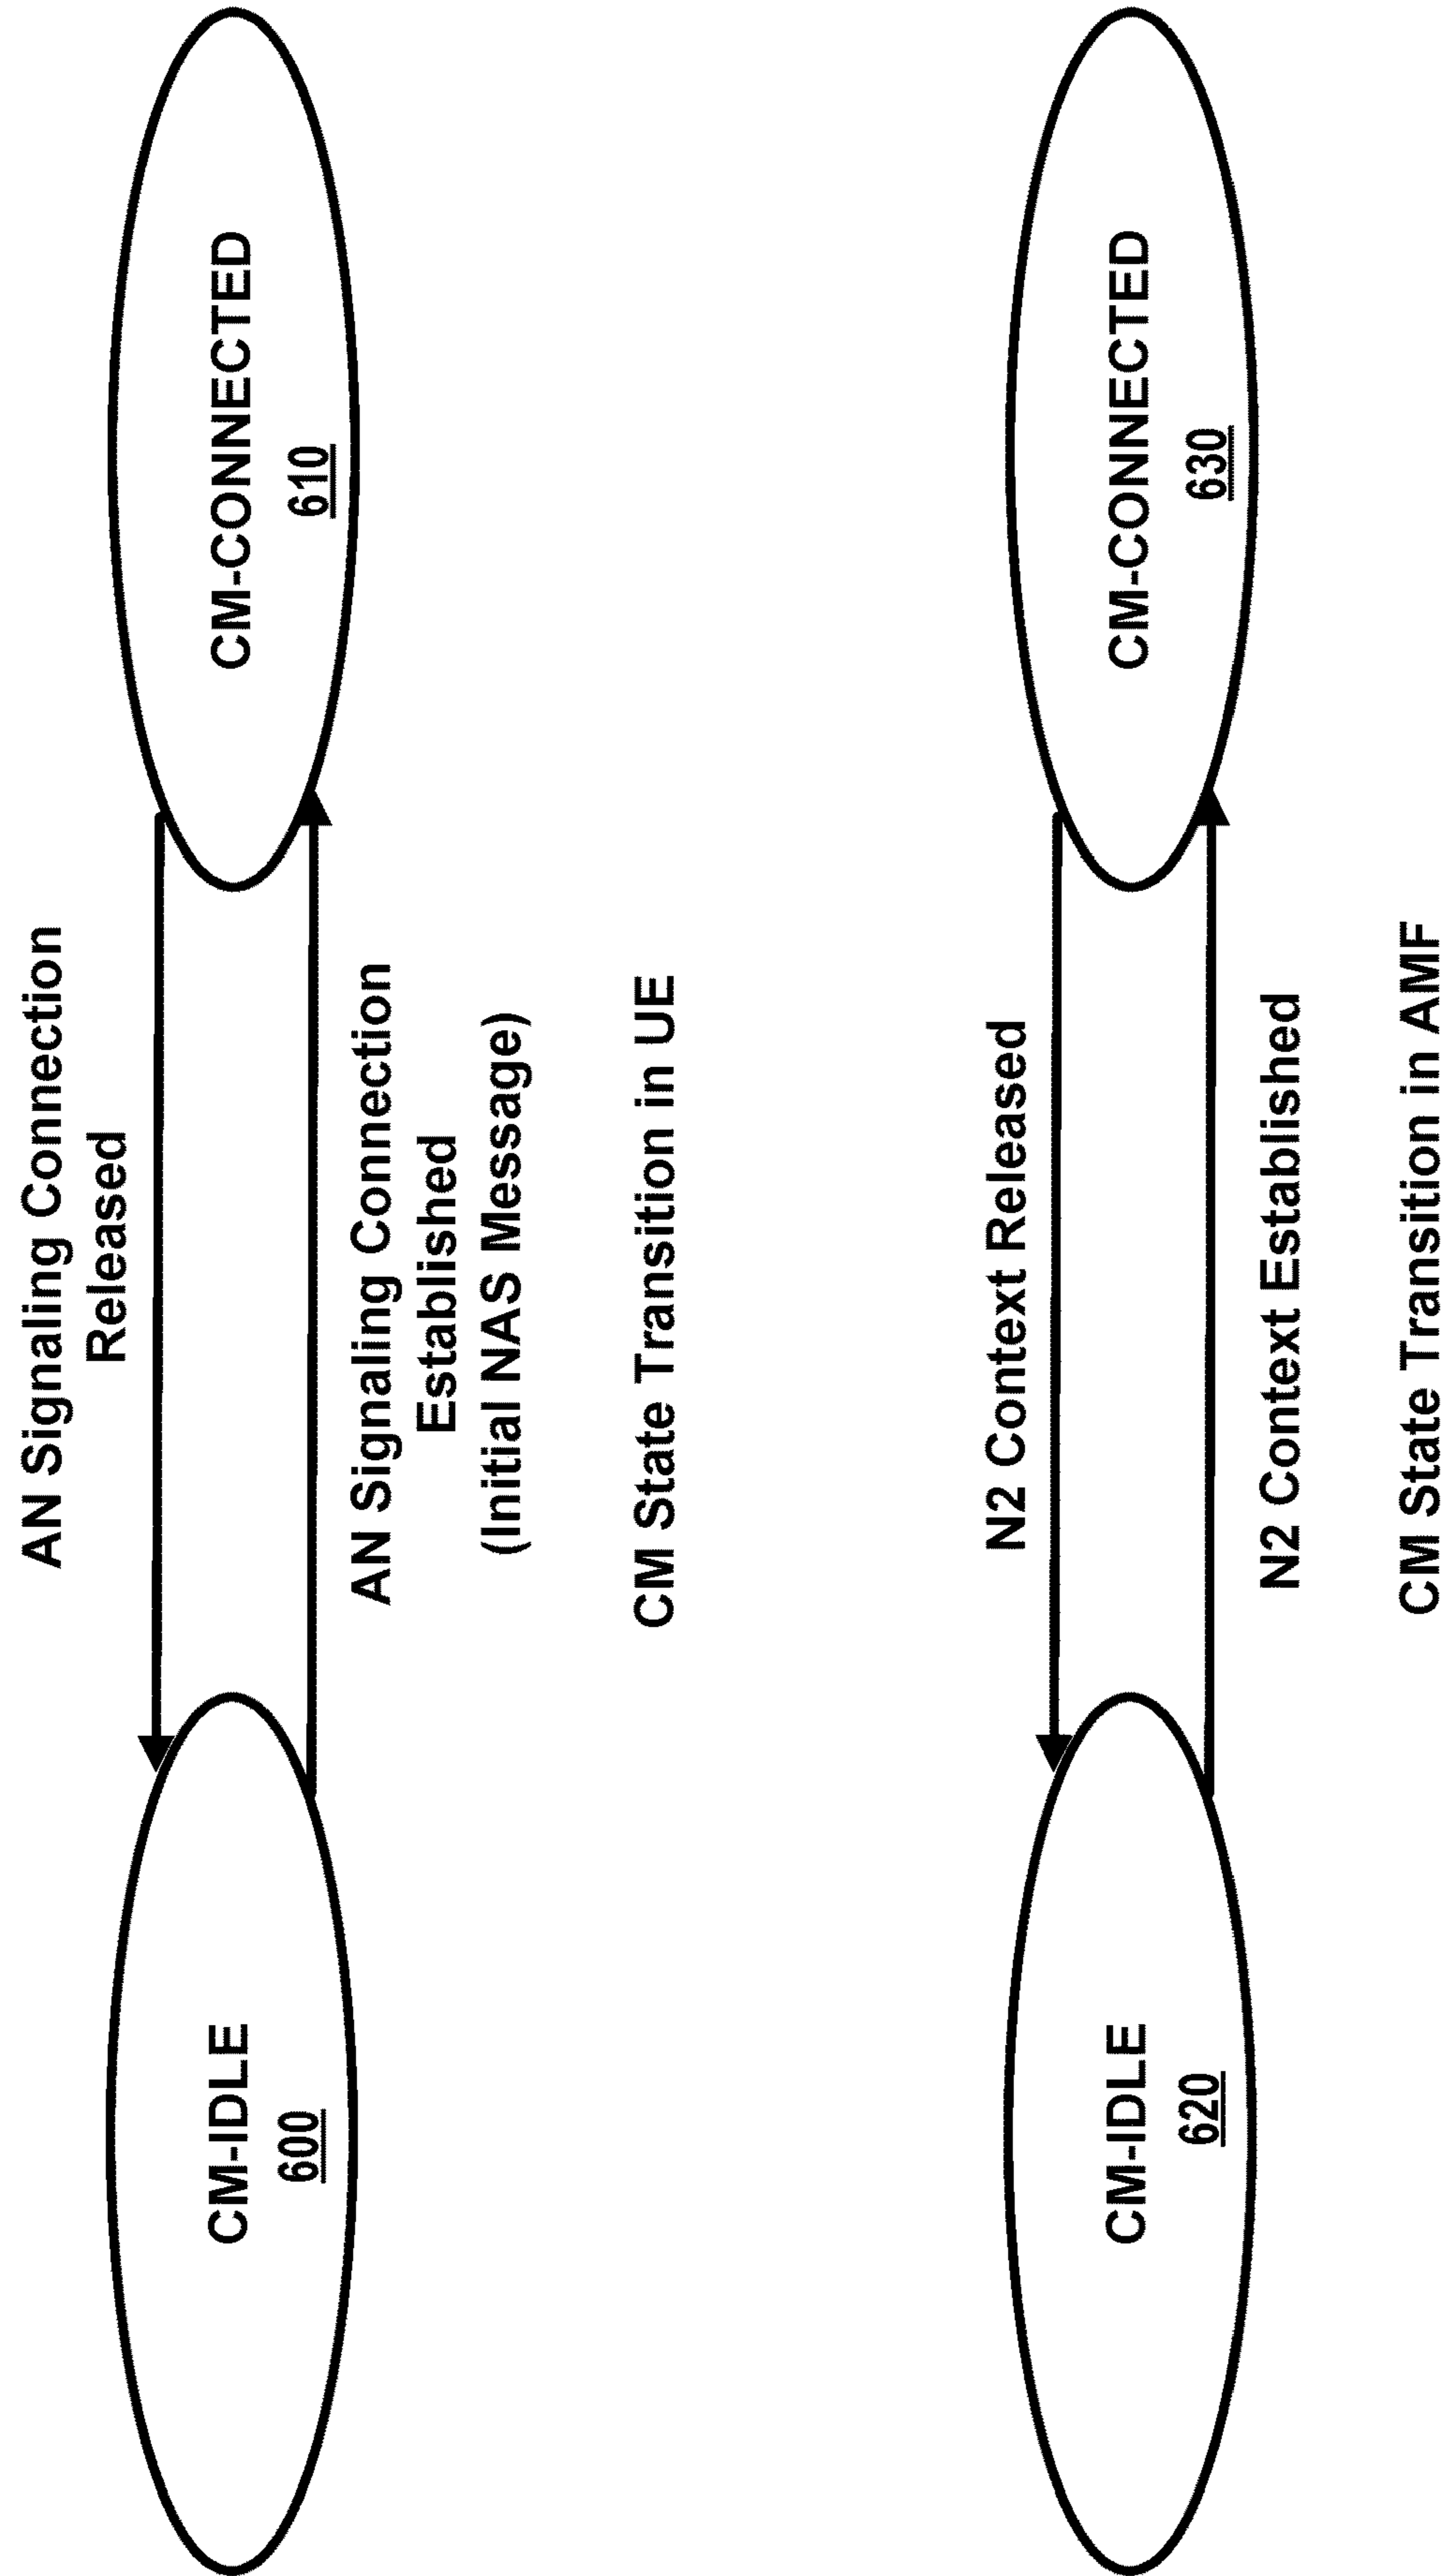 AN Signaling Connection
Released
CM-IDLE
600
CM-CONNECTED
610
AN Signaling Connection
Established
(Initial NAS Message)
CM State Transition in UE
N2 Context Released
CM-IDLE
620
CM-CONNECTED
630
N2 Context Established
CM State Transition in AMF